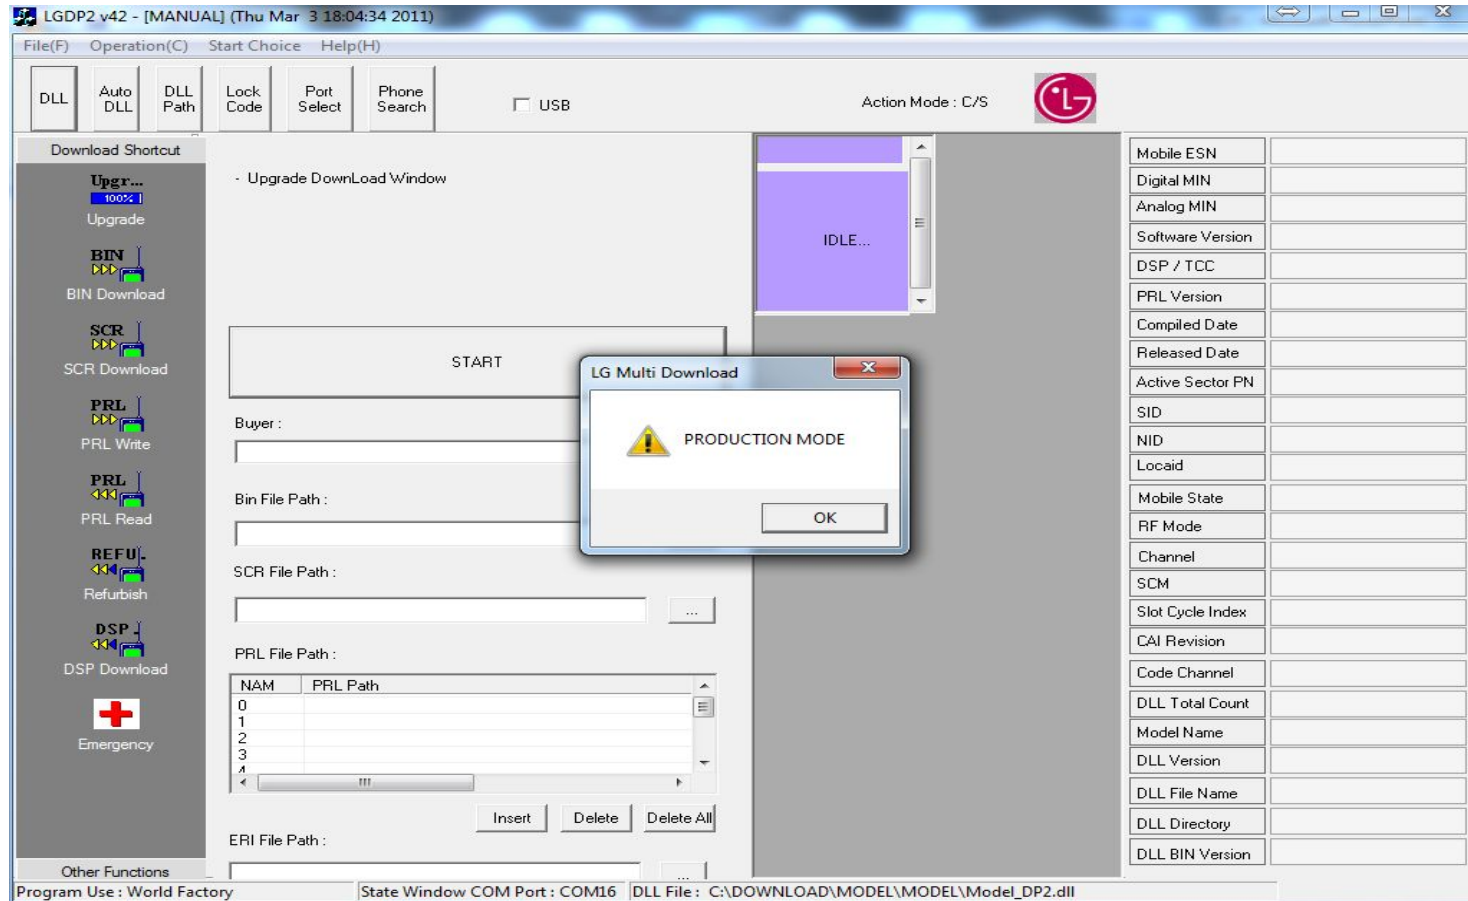 LGDP2 v42 - [MANUAL] (Thu Mar 3 18:04:34 2011)
File(F) Operation(C) Start Choice Help(H)
DLL
Auto DLL
DLL Path
Lock Code
Port Select
Phone Search
USB
Action Mode : C/S
Download Shortcut
Upgr...
100%
Upgrade
BIN
BIN Download
SCR
SCR Download
PRL
PRL Write
PRL
PRL Read
REFU.
Refurbish
DSP
DSP Download
Emergency
Other Functions
- Upgrade DownLoad Window
START
Buyer :
Bin File Path :
SCR File Path :
...
PRL File Path :
NAM PRL Path
0
1
2
3
4
Insert Delete Delete All
ERI File Path :
...
IDLE...
LG Multi Download
PRODUCTION MODE
OK
Mobile ESN
Digital MIN
Analog MIN
Software Version
DSP / TCC
PRL Version
Compiled Date
Released Date
Active Sector PN
SID
NID
Locaid
Mobile State
RF Mode
Channel
SCM
Slot Cycle Index
CAI Revision
Code Channel
DLL Total Count
Model Name
DLL Version
DLL File Name
DLL Directory
DLL BIN Version
Program Use : World Factory
State Window COM Port : COM16
DLL File : C:\DOWNLOAD\MODEL\MODEL\Model_DP2.dll